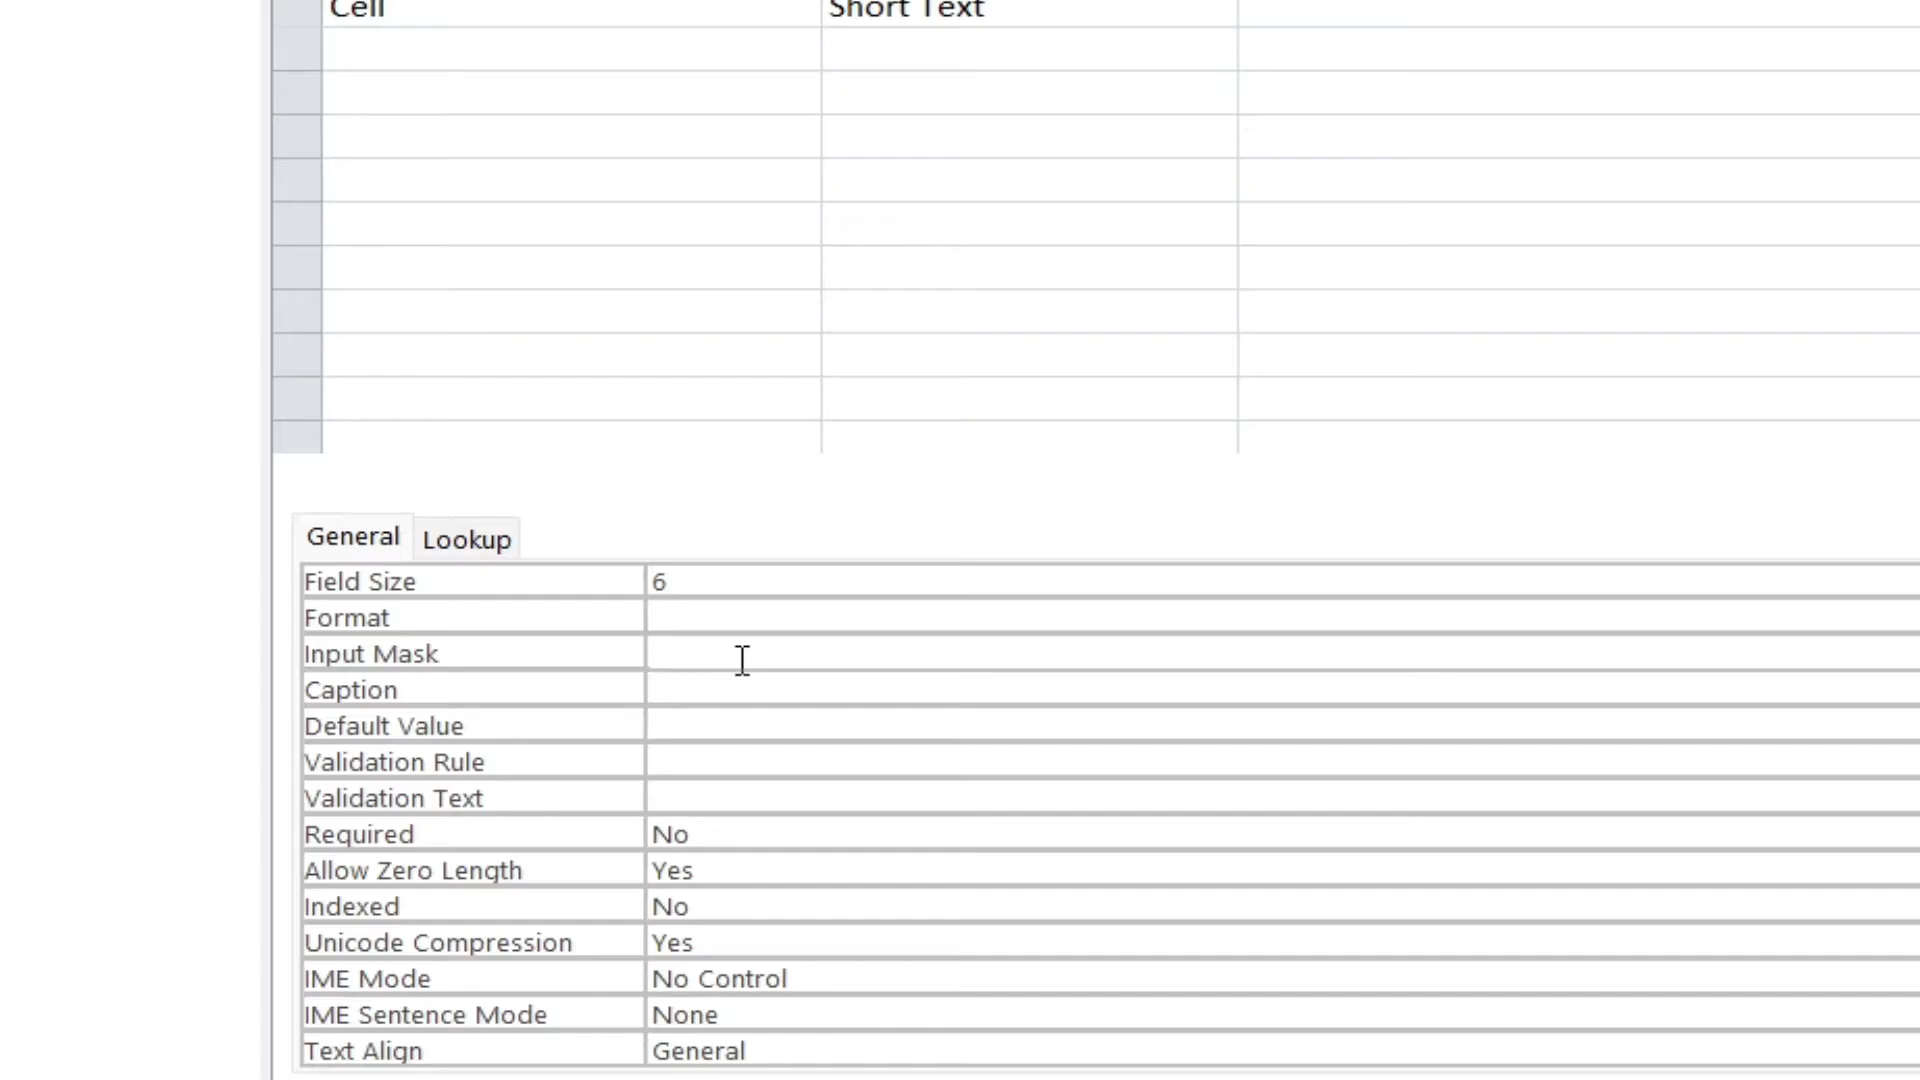 Cell Short Text
General Lookup
Field Size 6
Format
Input Mask
Caption
Default Value
Validation Rule
Validation Text
Required No
Allow Zero Length Yes
Indexed No
Unicode Compression Yes
IME Mode No Control
IME Sentence Mode None
Text Align General